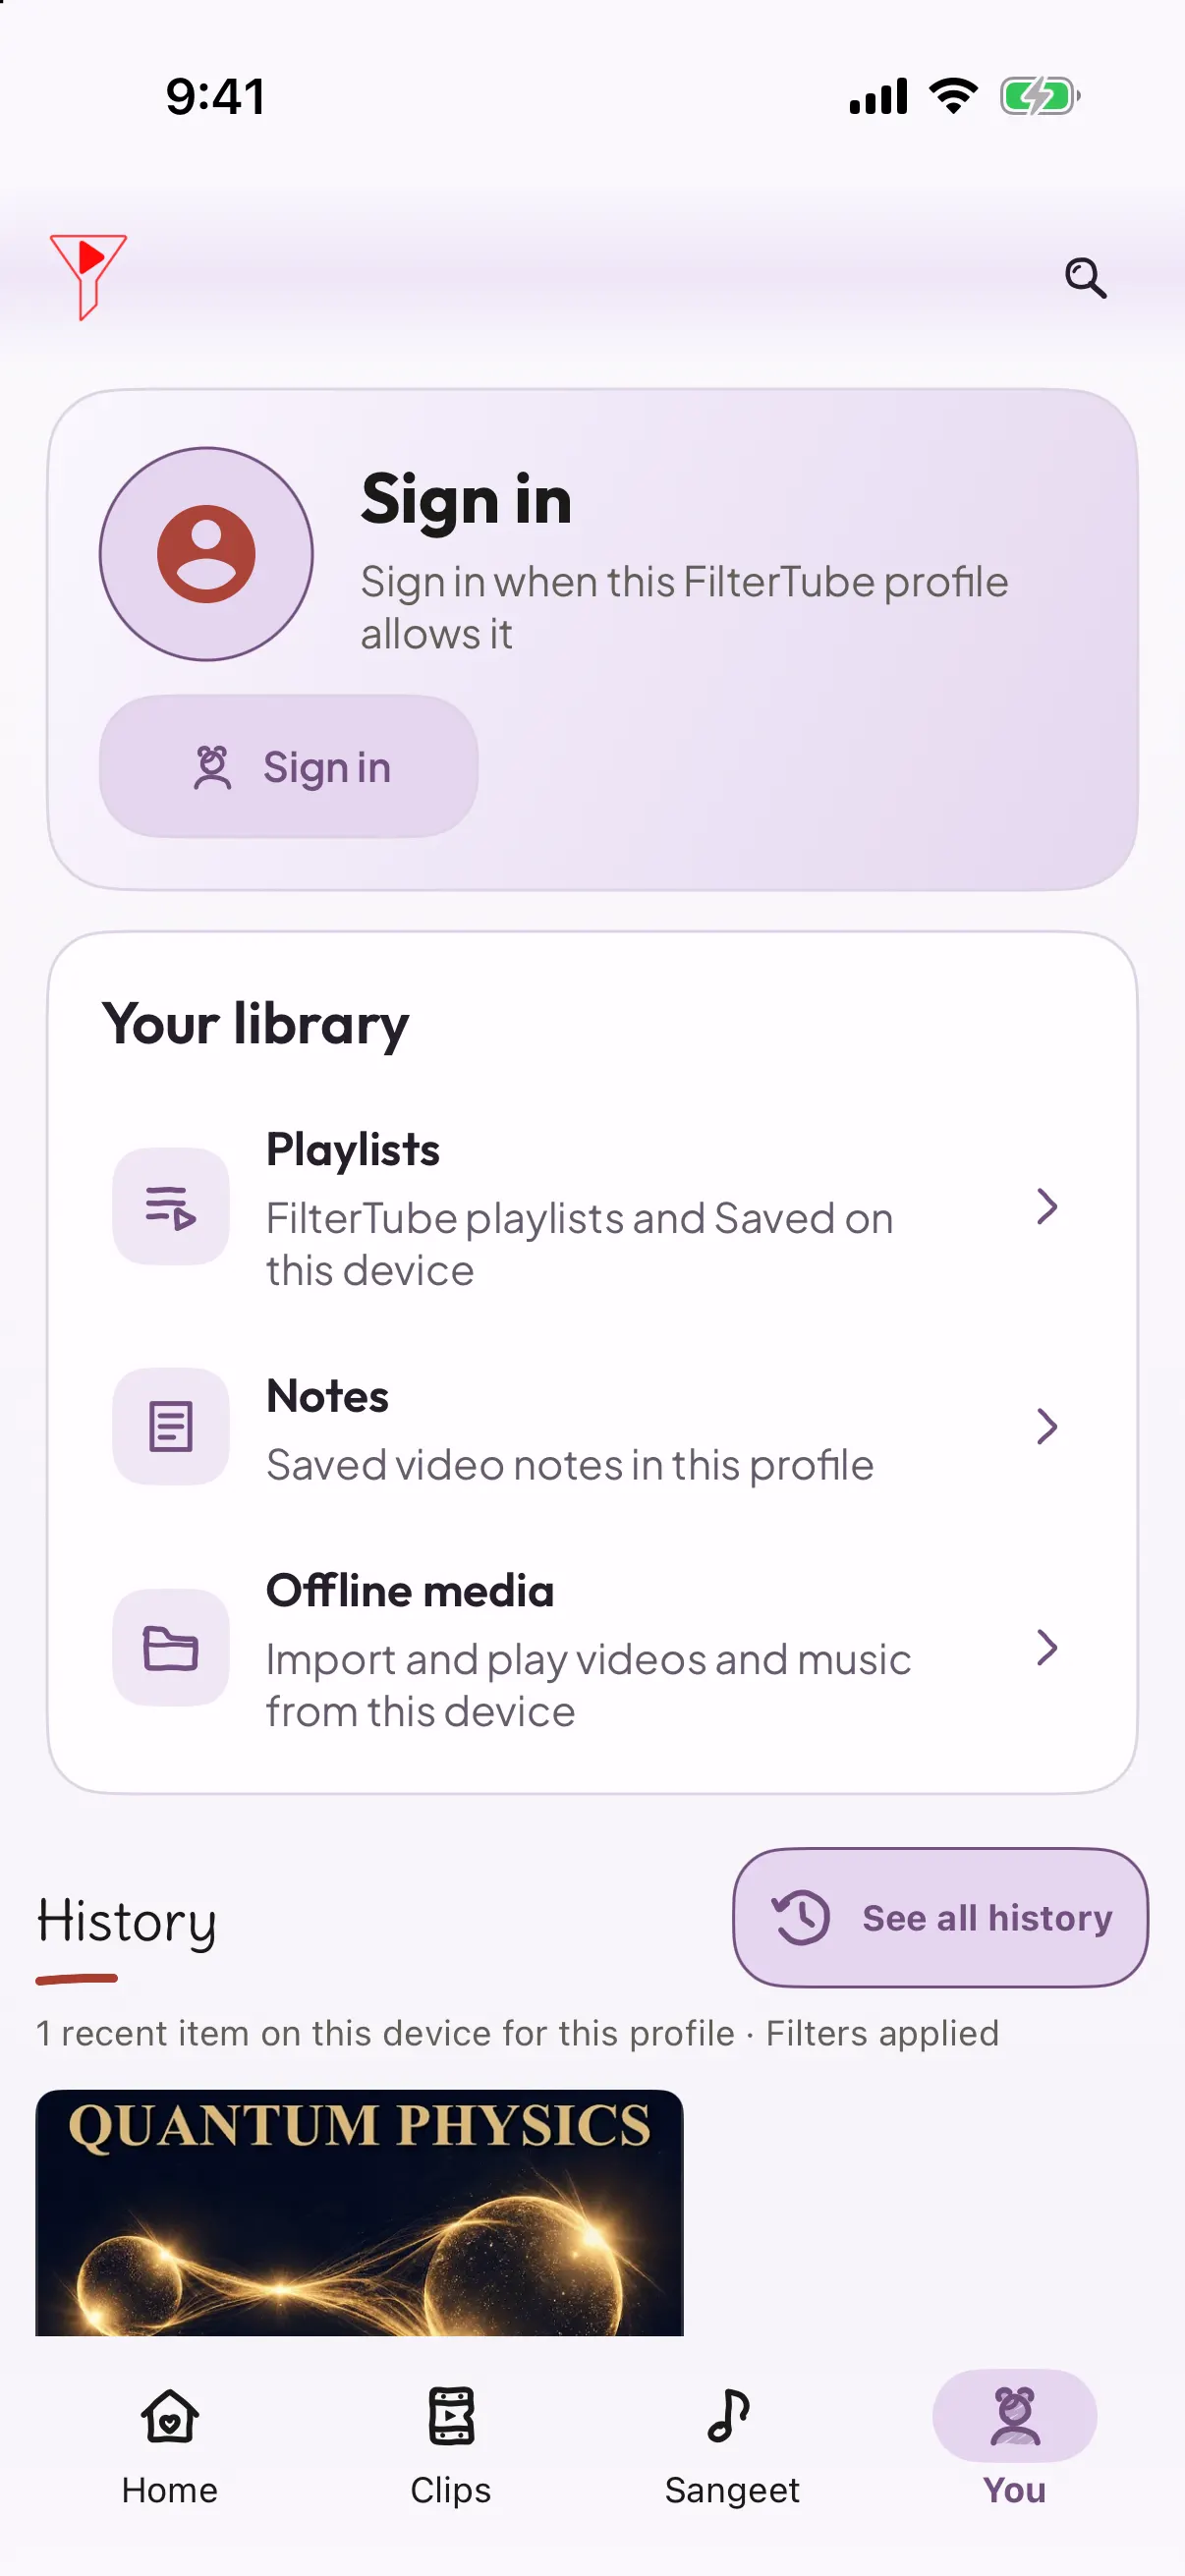 9:41
Sign in
Sign in when this FilterTube profile
allows it
Sign in
Your library
Playlists
FilterTube playlists and Saved on
this device
Notes
Saved video notes in this profile
Offline media
Import and play videos and music
from this device
History
See all history
1 recent item on this device for this profile · Filters applied
QUANTUM PHYSICS
Home
Clips
Sangeet
You